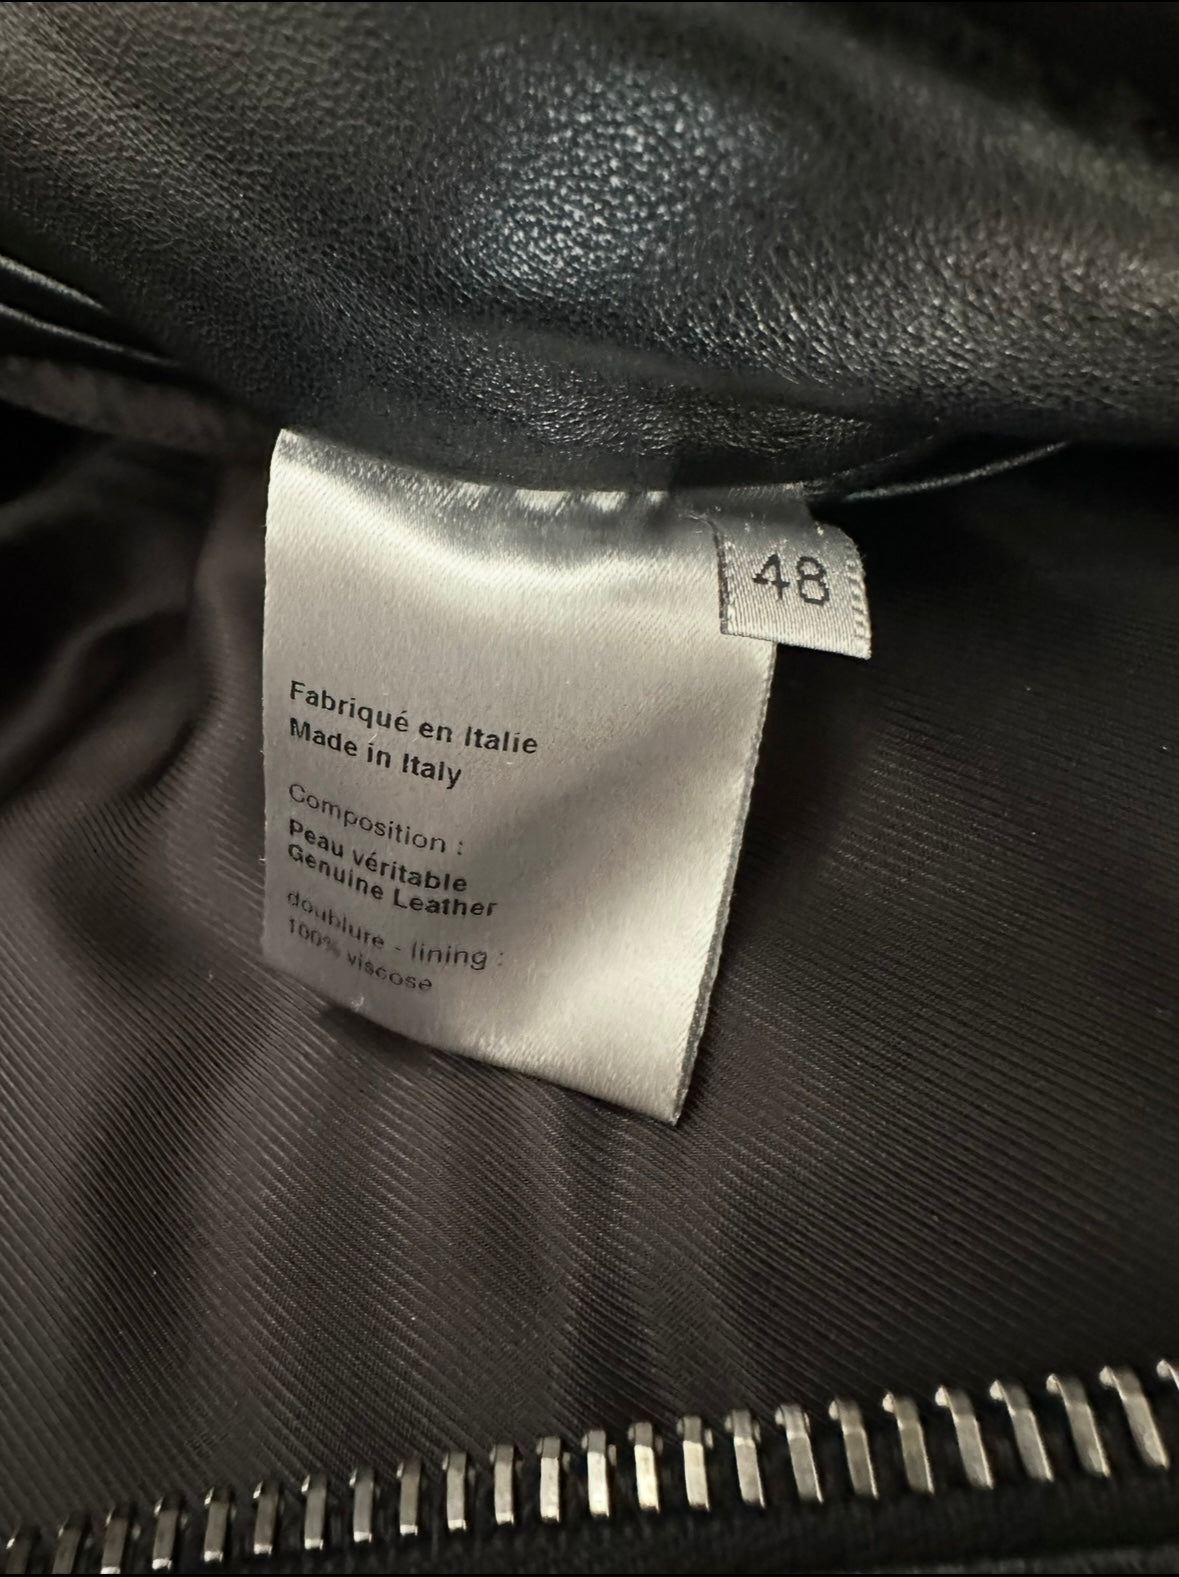 48
Fabriqué en Italie
Made in Italy
Composition :
Peau véritable
Genuine Leather
doublure - lining :
100% viscose